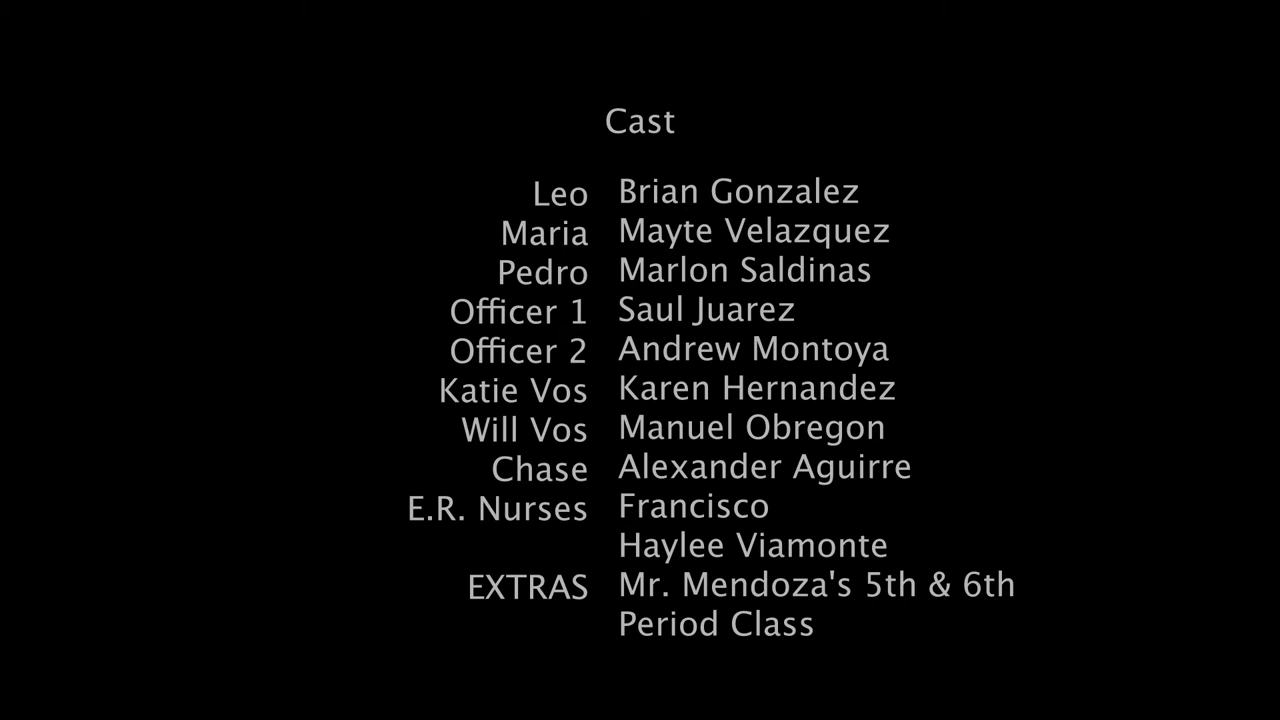 Cast
Leo Brian Gonzalez
Maria Mayte Velazquez
Pedro Marlon Saldinas
Officer 1 Saul Juarez
Officer 2 Andrew Montoya
Katie Vos Karen Hernandez
Will Vos Manuel Obregon
Chase Alexander Aguirre
E.R. Nurses Francisco
Haylee Viamonte
EXTRAS Mr. Mendoza's 5th & 6th
Period Class